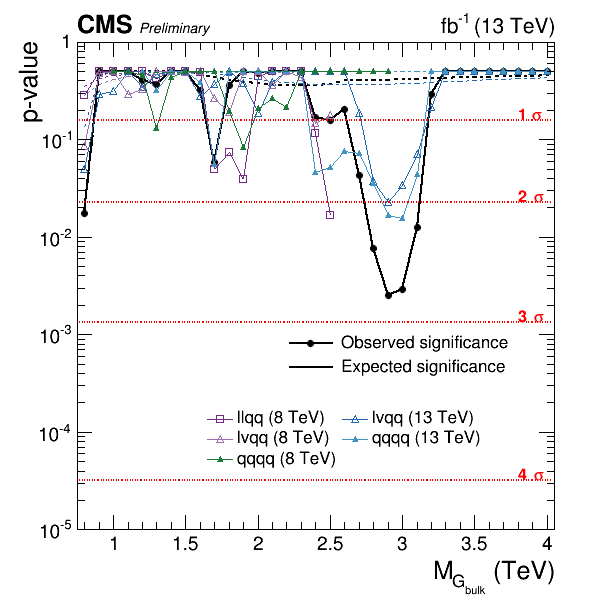 CMS Preliminary fb⁻¹ (13 TeV)
p-value
1
10⁻¹
10⁻²
10⁻³
10⁻⁴
10⁻⁵
1 σ
2 σ
3 σ
4 σ
Observed significance
Expected significance
llqq (8 TeV) lvqq (13 TeV)
lvqq (8 TeV) qqqq (13 TeV)
qqqq (8 TeV)
1 1.5 2 2.5 3 3.5 4
M_G_bulk (TeV)